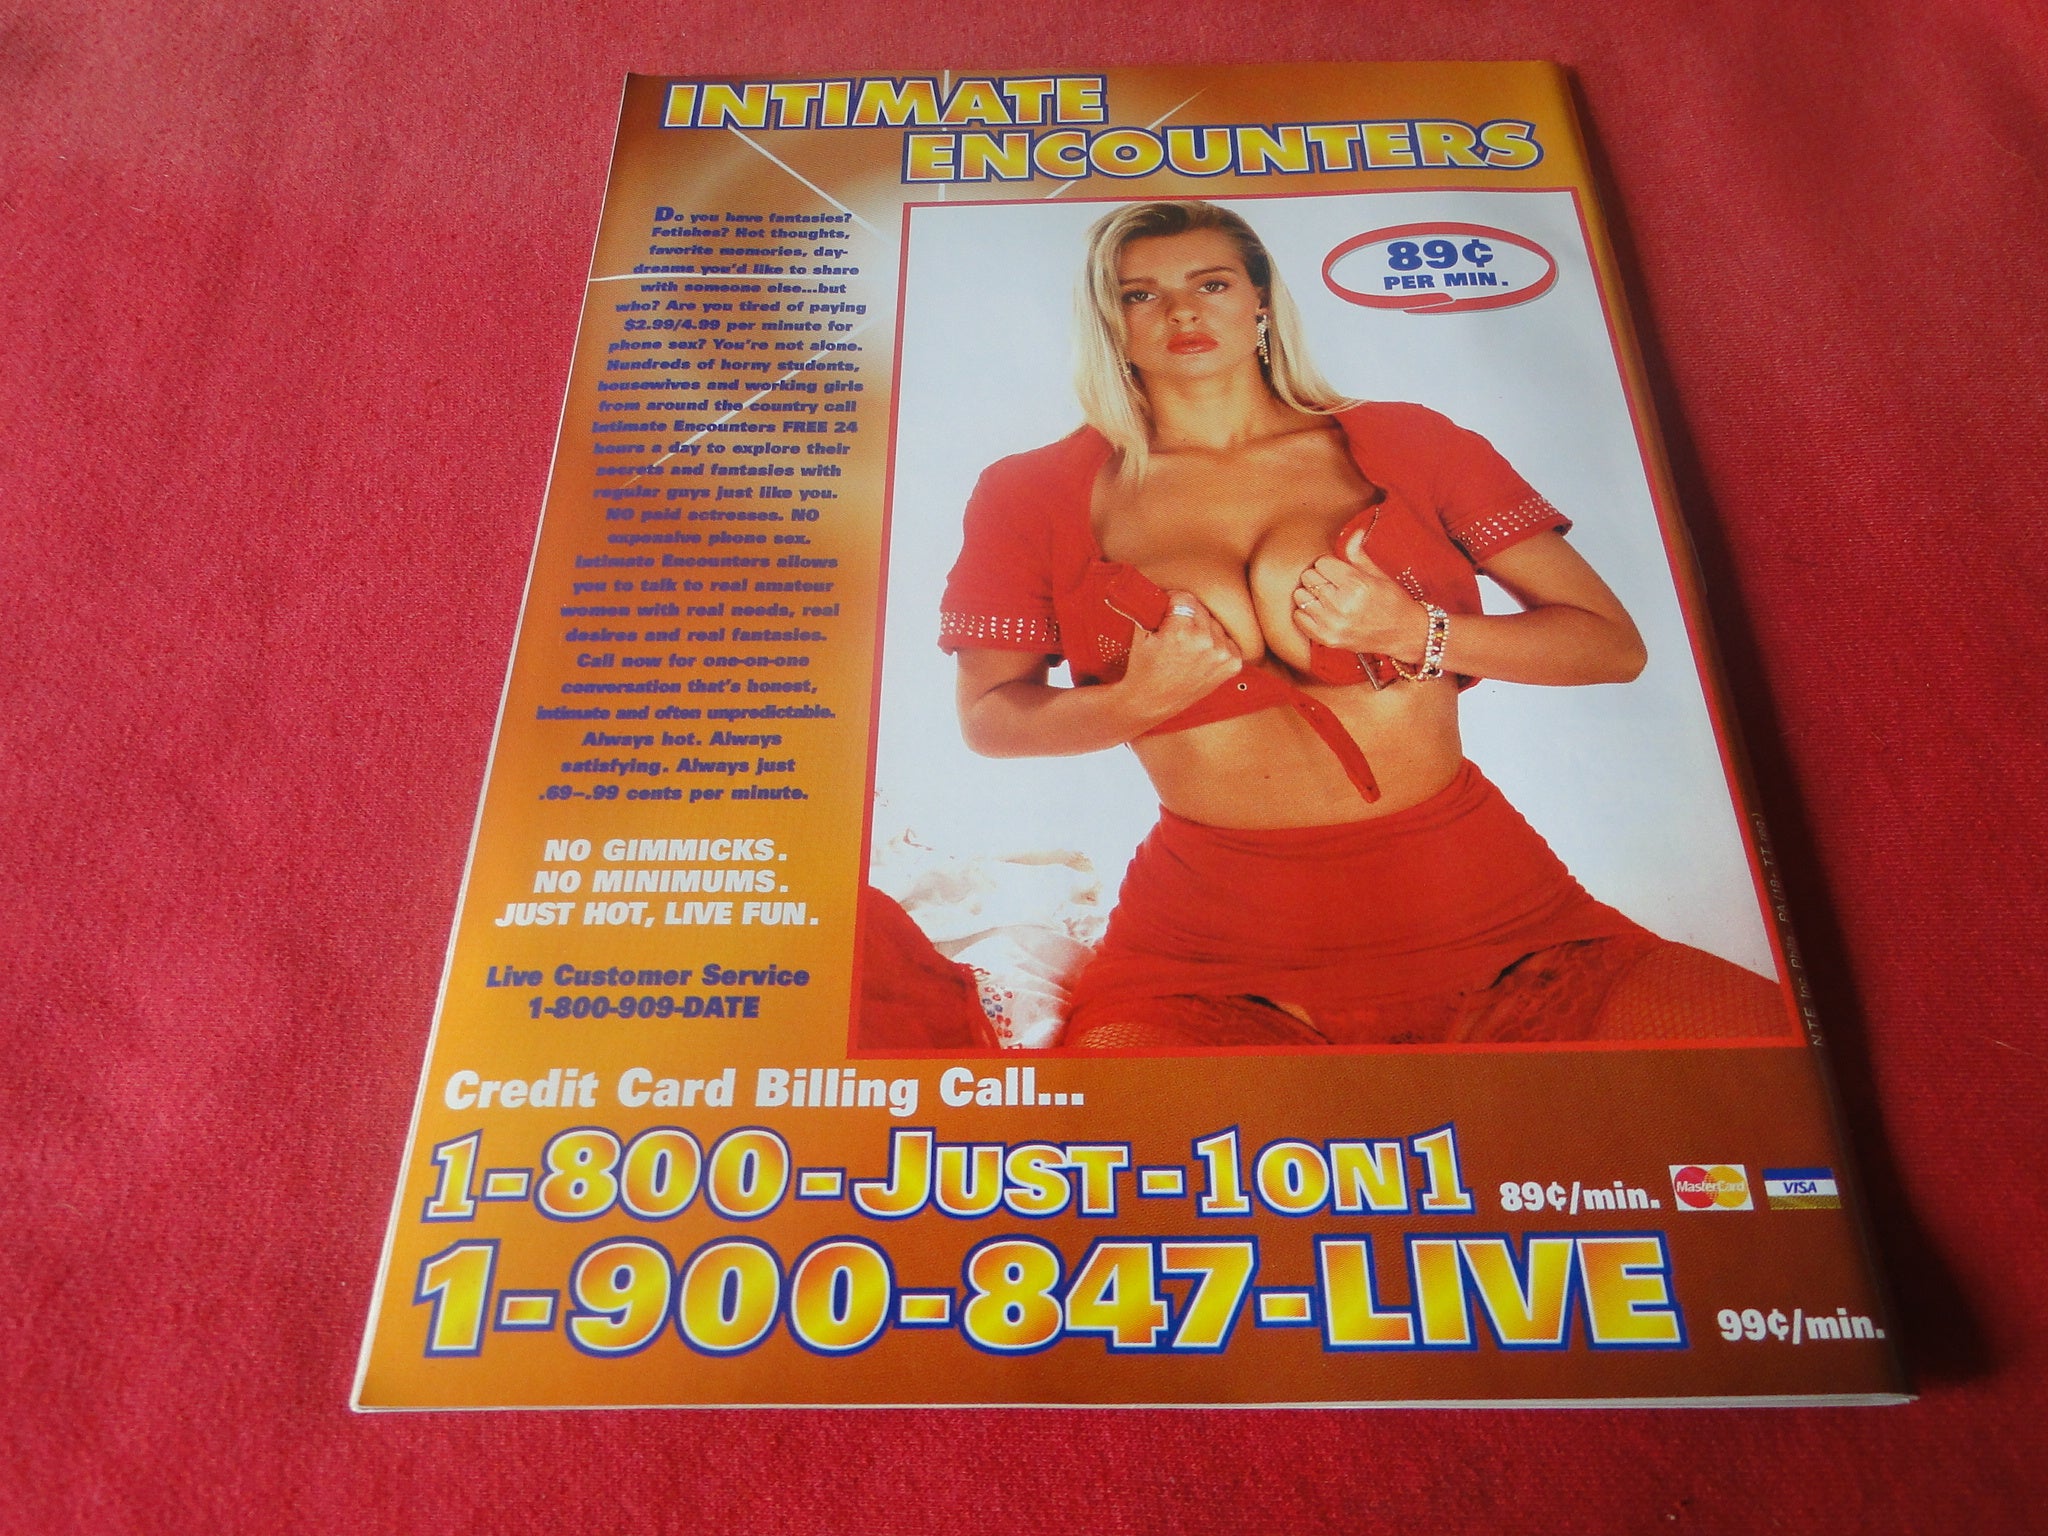 INTIMATE
ENCOUNTERS
Do you have fantasies?
Fetishes? Hot thoughts,
favorite memories, day-
dreams you'd like to share
with someone else...but
who? Are you tired of paying
$2.99/4.99 per minute for
phone sex? You're not alone.
Hundreds of horny students,
housewives and working girls
from around the country call
Intimate Encounters FREE 24
hours a day to explore their
secrets and fantasies with
regular guys just like you.
NO paid actresses. NO
expensive phone sex.
Intimate Encounters allows
you to talk to real amateur
women with real needs, real
desires and real fantasies.
Call now for one-on-one
conversation that's honest,
intimate and often unpredictable.
Always hot. Always
satisfying. Always just
.69–.99 cents per minute.
NO GIMMICKS.
NO MINIMUMS.
JUST HOT, LIVE FUN.
Live Customer Service
1-800-909-DATE
89¢
PER MIN.
Credit Card Billing Call...
1-800-JUST-1ON1 89¢/min. MasterCard VISA
1-900-847-LIVE 99¢/min.
NTE Inc. Phila. PA/18+